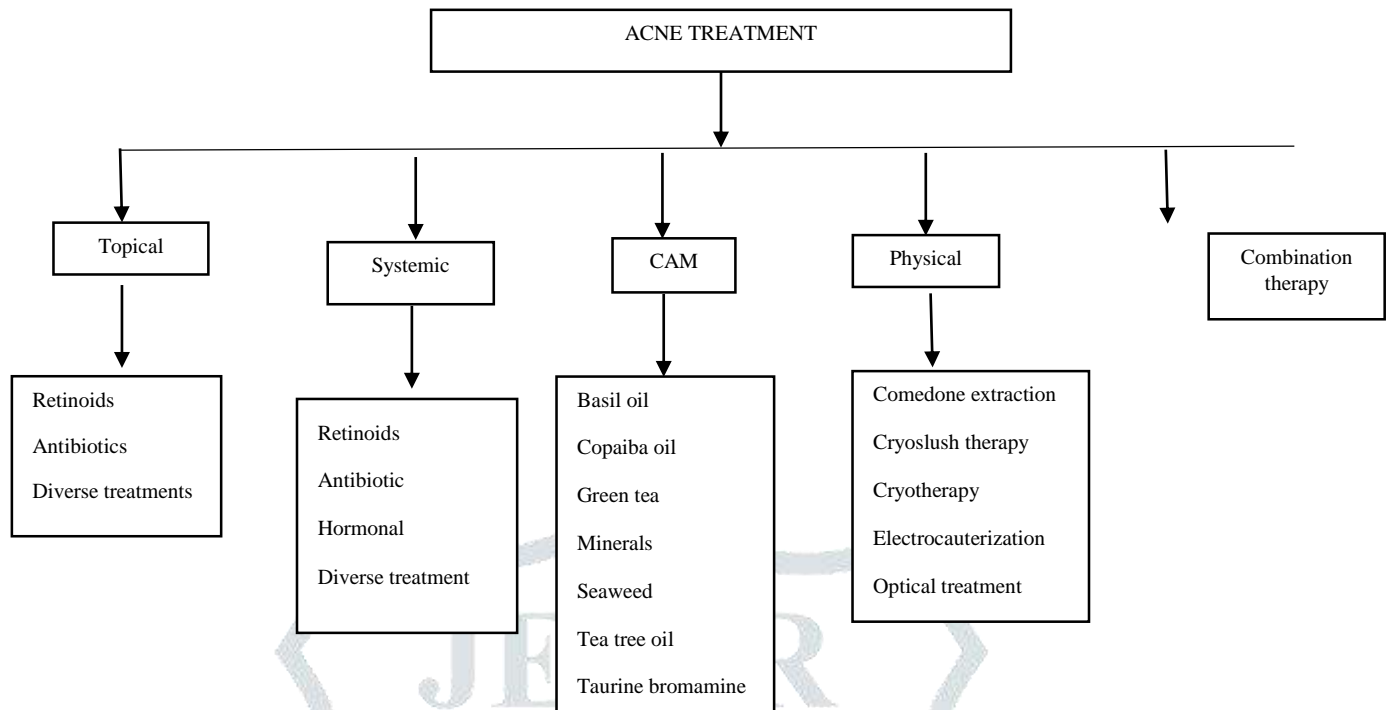 ACNE TREATMENT
Topical
Systemic
CAM
Physical
Combination
therapy
Retinoids
Antibiotics
Diverse treatments
Retinoids
Antibiotic
Hormonal
Diverse treatment
Basil oil
Copaiba oil
Green tea
Minerals
Seaweed
Tea tree oil
Taurine bromamine
Comedone extraction
Cryoslush therapy
Cryotherapy
Electrocauterization
Optical treatment